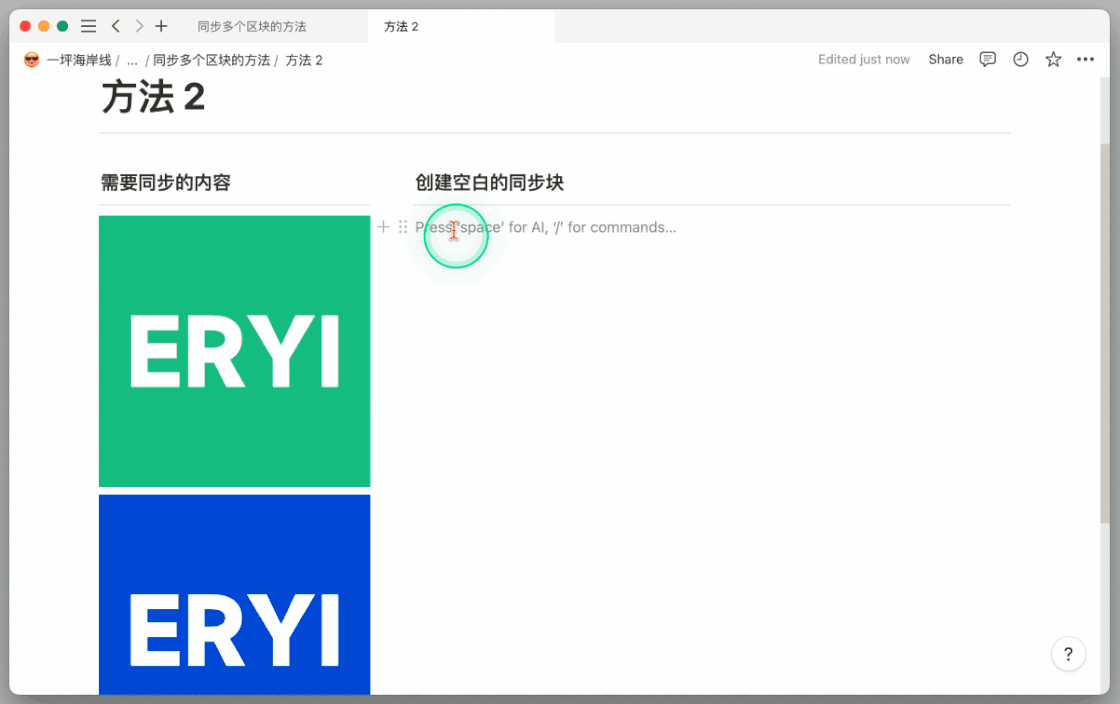 同步多个区块的方法
方法 2
一坪海岸线 / ... / 同步多个区块的方法 / 方法 2
Edited just now
Share
方法 2
需要同步的内容
创建空白的同步块
Press ‘space’ for AI, ‘/’ for commands…
ERYI
ERYI
?